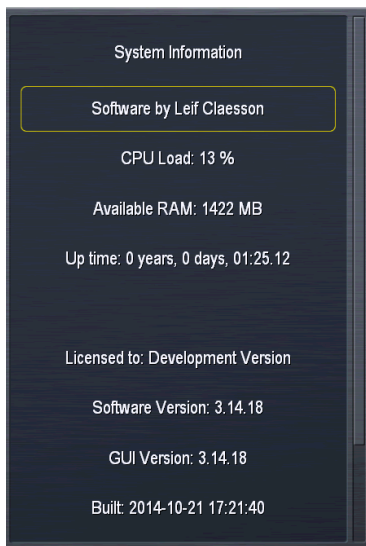 System Information
Software by Leif Claesson
CPU Load: 13 %
Available RAM: 1422 MB
Up time: 0 years, 0 days, 01:25.12
Licensed to: Development Version
Software Version: 3.14.18
GUI Version: 3.14.18
Built: 2014-10-21 17:21:40